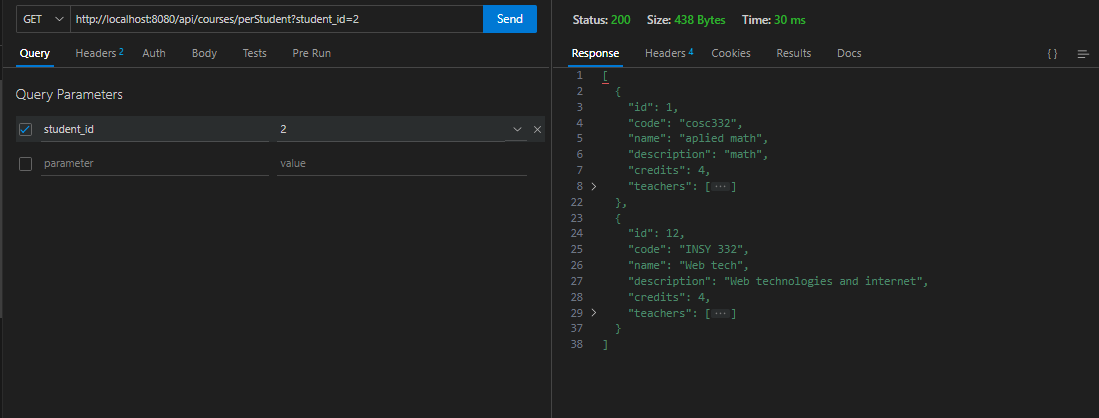 GET http://localhost:8080/api/courses/perStudent?student_id=2 Send
Query Headers 2 Auth Body Tests Pre Run
Query Parameters
student_id 2
parameter value
Status: 200 Size: 438 Bytes Time: 30 ms
Response Headers 4 Cookies Results Docs { }
1 [
2 {
3 "id": 1,
4 "code": "cosc332",
5 "name": "aplied math",
6 "description": "math",
7 "credits": 4,
8 "teachers": [ ··· ]
22 },
23 {
24 "id": 12,
25 "code": "INSY 332",
26 "name": "Web tech",
27 "description": "Web technologies and internet",
28 "credits": 4,
29 "teachers": [ ··· ]
37 }
38 ]